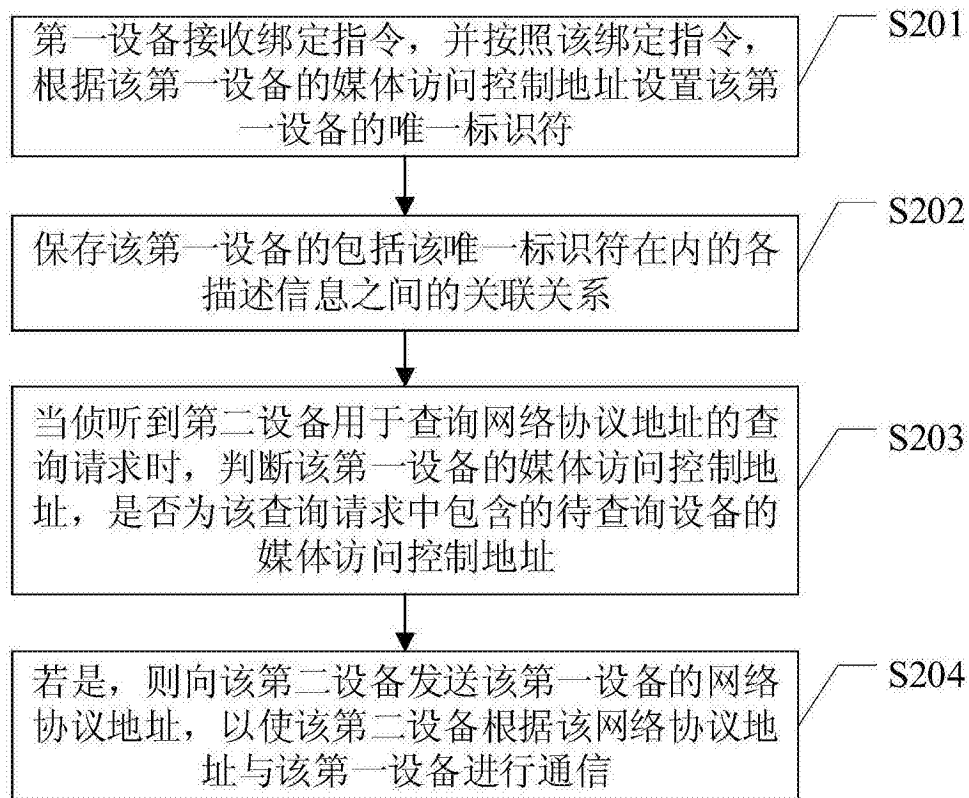 第一设备接收绑定指令，并按照该绑定指令，
根据该第一设备的媒体访问控制地址设置该第
一设备的唯一标识符
S201
保存该第一设备的包括该唯一标识符在内的各
描述信息之间的关联关系
S202
当侦听到第二设备用于查询网络协议地址的查
询请求时，判断该第一设备的媒体访问控制地
址，是否为该查询请求中包含的待查询设备的
媒体访问控制地址
S203
若是，则向该第二设备发送该第一设备的网络
协议地址，以使该第二设备根据该网络协议地
址与该第一设备进行通信
S204